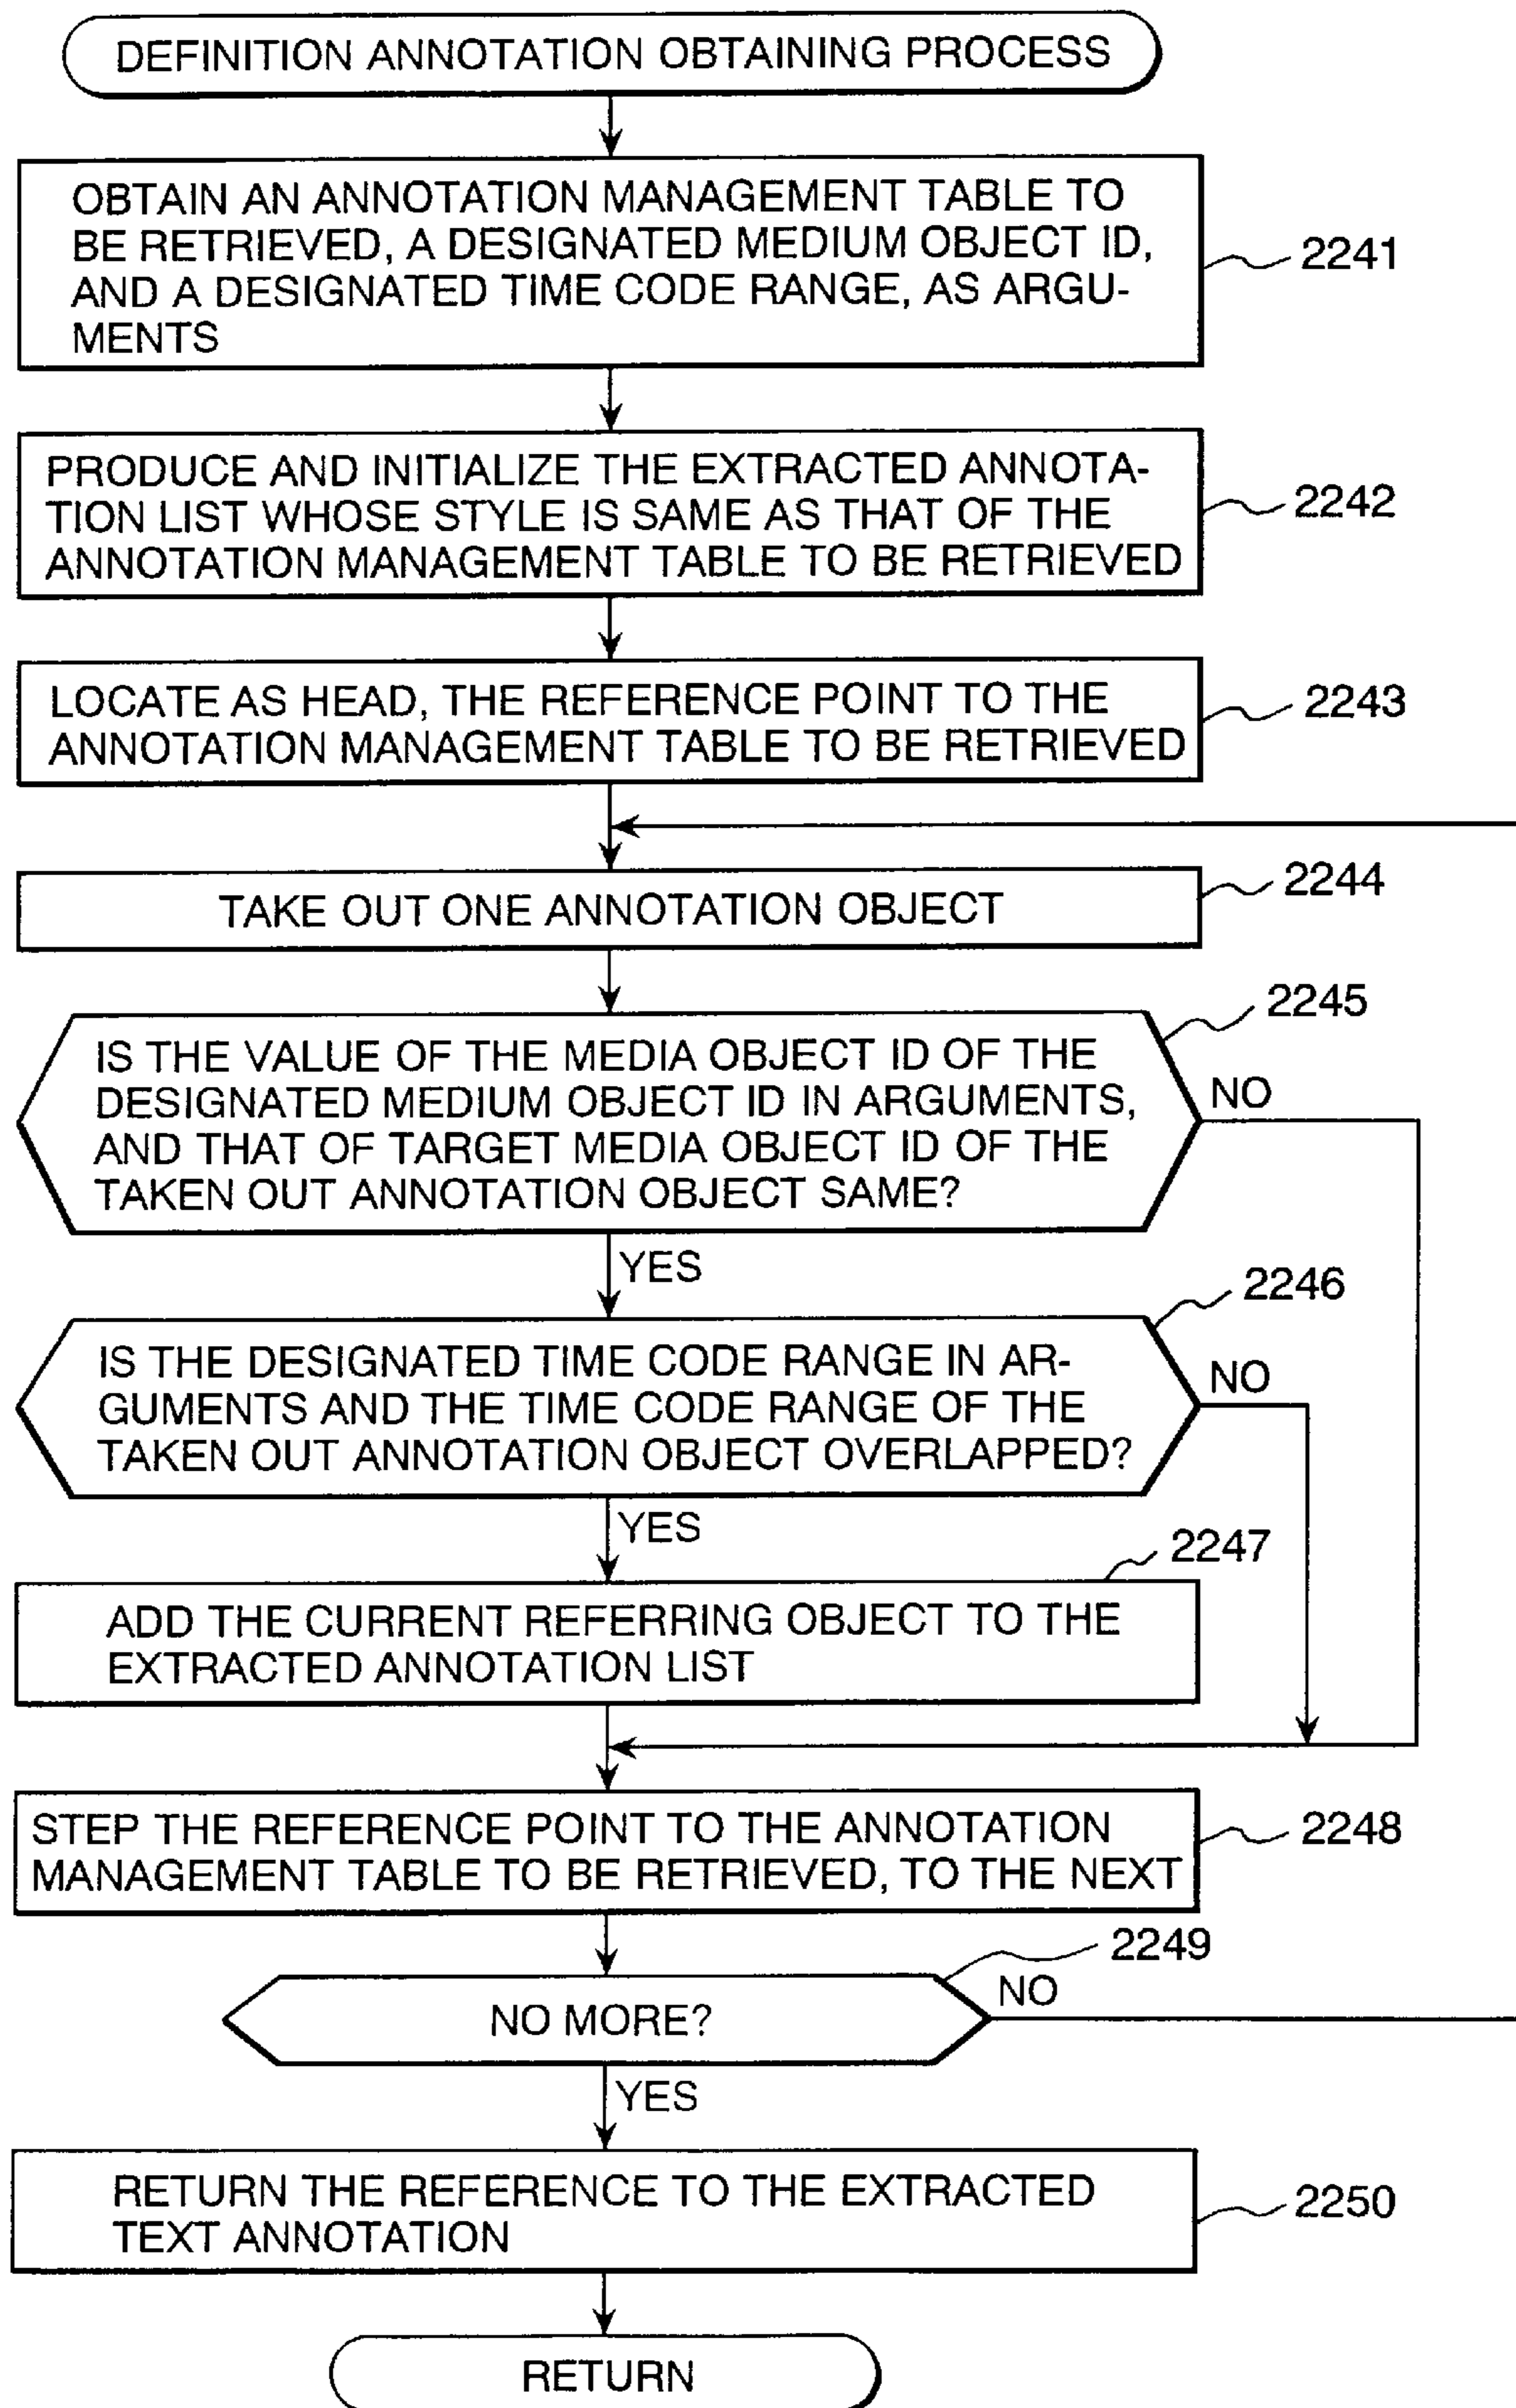 DEFINITION ANNOTATION OBTAINING PROCESS
OBTAIN AN ANNOTATION MANAGEMENT TABLE TO
BE RETRIEVED, A DESIGNATED MEDIUM OBJECT ID,
AND A DESIGNATED TIME CODE RANGE, AS ARGU-
MENTS
2241
PRODUCE AND INITIALIZE THE EXTRACTED ANNOTA-
TION LIST WHOSE STYLE IS SAME AS THAT OF THE
ANNOTATION MANAGEMENT TABLE TO BE RETRIEVED
2242
LOCATE AS HEAD, THE REFERENCE POINT TO THE
ANNOTATION MANAGEMENT TABLE TO BE RETRIEVED
2243
TAKE OUT ONE ANNOTATION OBJECT
2244
IS THE VALUE OF THE MEDIA OBJECT ID OF THE
DESIGNATED MEDIUM OBJECT ID IN ARGUMENTS,
AND THAT OF TARGET MEDIA OBJECT ID OF THE
TAKEN OUT ANNOTATION OBJECT SAME?
2245
NO
YES
IS THE DESIGNATED TIME CODE RANGE IN AR-
GUMENTS AND THE TIME CODE RANGE OF THE
TAKEN OUT ANNOTATION OBJECT OVERLAPPED?
2246
NO
YES
ADD THE CURRENT REFERRING OBJECT TO THE
EXTRACTED ANNOTATION LIST
2247
STEP THE REFERENCE POINT TO THE ANNOTATION
MANAGEMENT TABLE TO BE RETRIEVED, TO THE NEXT
2248
NO MORE?
2249
NO
YES
RETURN THE REFERENCE TO THE EXTRACTED
TEXT ANNOTATION
2250
RETURN